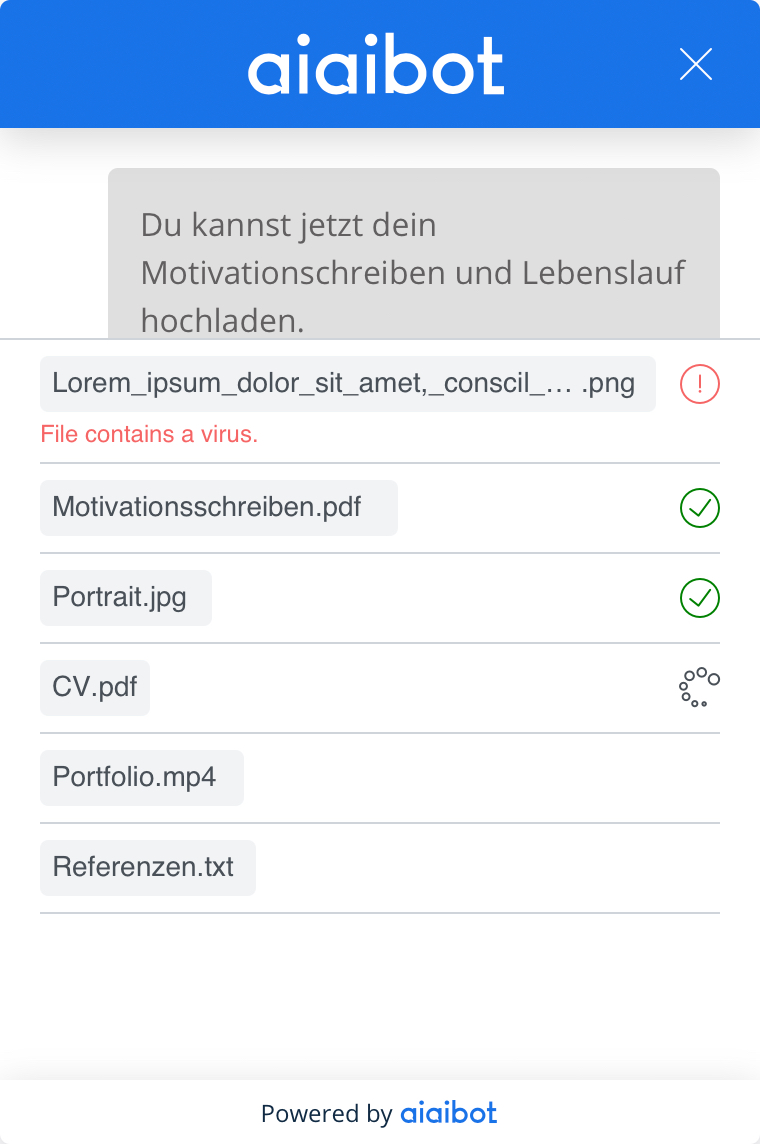 aiaibot
Du kannst jetzt dein
Motivationschreiben und Lebenslauf
hochladen.
Lorem_ipsum_dolor_sit_amet,_conscil_... .png
File contains a virus.
Motivationsschreiben.pdf
Portrait.jpg
CV.pdf
Portfolio.mp4
Referenzen.txt
Powered by aiaibot